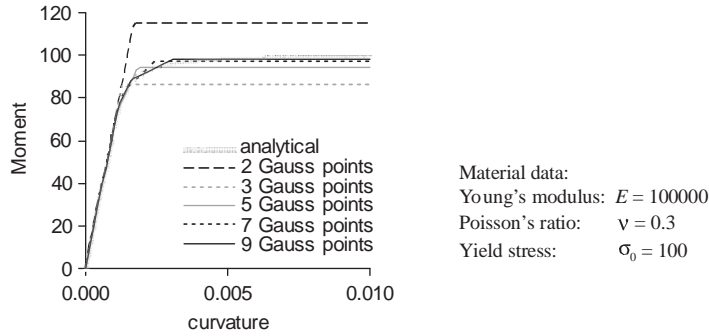 120
100
80
60
40
20
0
Moment
analytical
2 Gauss points
3 Gauss points
5 Gauss points
7 Gauss points
9 Gauss points
0.000
0.005
0.010
curvature
Material data:
Young's modulus: E = 100000
Poisson's ratio: ν = 0.3
Yield stress: σ₀ = 100